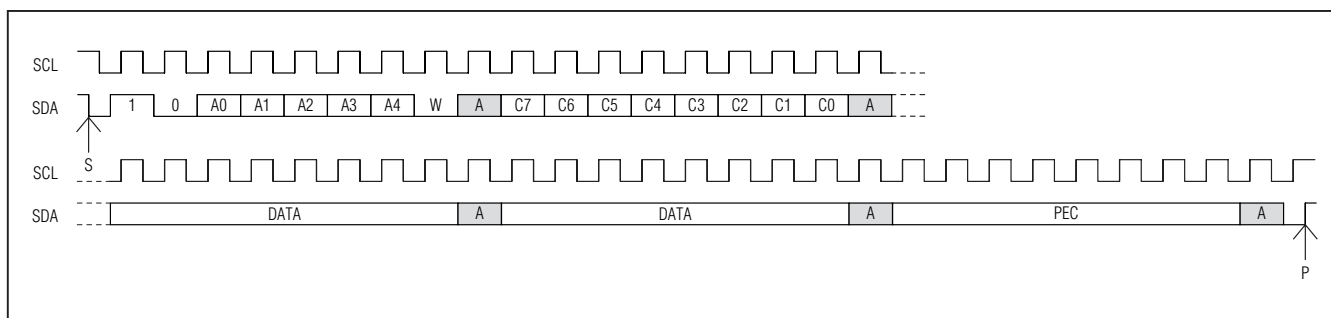 SCL
SDA 1 0 A0 A1 A2 A3 A4 W A C7 C6 C5 C4 C3 C2 C1 C0 A
S
SCL
SDA DATA A DATA A PEC A
P